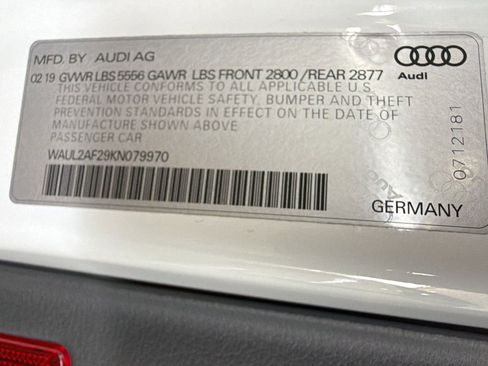 MFD. BY AUDI AG
02 19 GVWR LBS 5556 GAWR LBS FRONT 2800 /REAR 2877
THIS VEHICLE CONFORMS TO ALL APPLICABLE U.S.
FEDERAL MOTOR VEHICLE SAFETY, BUMPER AND THEFT
PREVENTION STANDARDS IN EFFECT ON THE DATE OF
MANUFACTURE SHOWN ABOVE
PASSENGER CAR
WAUL2AF29KN079970
Audi
0712181
GERMANY